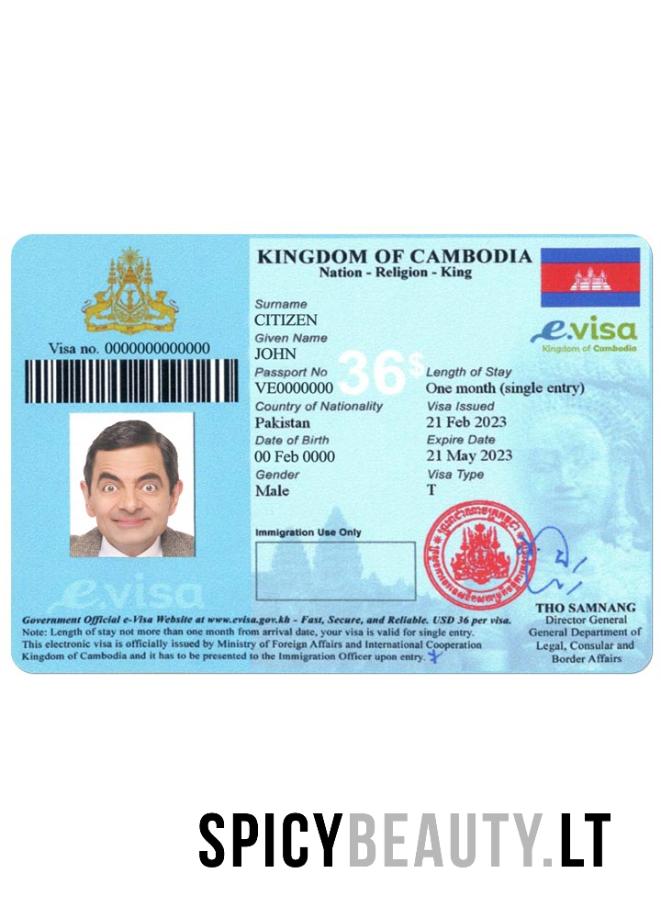 KINGDOM OF CAMBODIA
Nation - Religion - King
Visa no. 0000000000000
Surname
CITIZEN
Given Name
JOHN
Passport No
VE0000000
36$
Country of Nationality
Pakistan
Date of Birth
00 Feb 0000
Gender
Male
e.visa
Kingdom of Cambodia
Length of Stay
One month (single entry)
Visa Issued
21 Feb 2023
Expire Date
21 May 2023
Visa Type
T
Immigration Use Only
evisa
THO SAMNANG
Director General
General Department of
Legal, Consular and
Border Affairs
Government Official e-Visa Website at www.evisa.gov.kh - Fast, Secure, and Reliable. USD 36 per visa.
Note: Length of stay not more than one month from arrival date, your visa is valid for single entry.
This electronic visa is officially issued by Ministry of Foreign Affairs and International Cooperation
Kingdom of Cambodia and it has to be presented to the Immigration Officer upon entry.
SPICYBEAUTY.LT